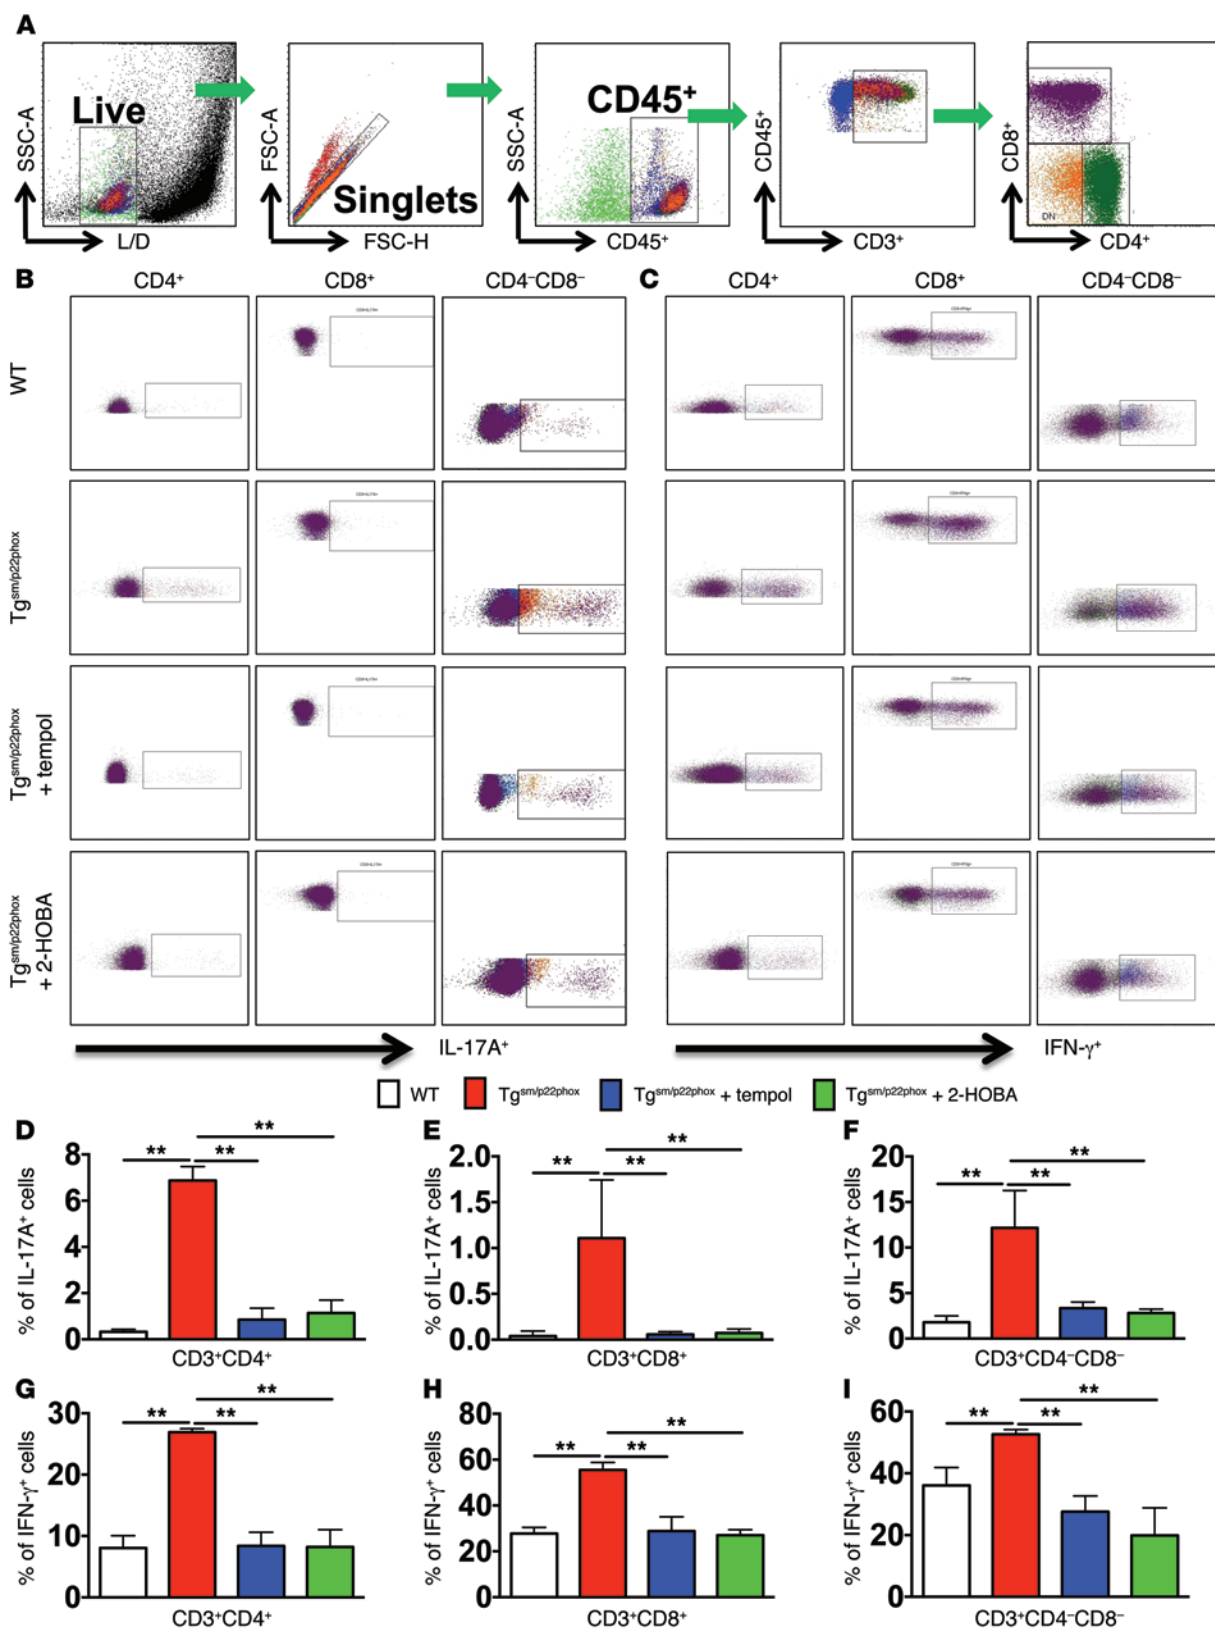 A
Live
Singlets
CD45⁺
DN
SSC-A
L/D
FSC-A
FSC-H
SSC-A
CD45⁺
CD45⁺
CD3⁺
CD8⁺
CD4⁺
B
CD4⁺
CD8⁺
CD4⁻CD8⁻
C
CD4⁺
CD8⁺
CD4⁻CD8⁻
WT
Tgsm/p22phox
Tgsm/p22phox
+ tempol
Tgsm/p22phox
+ 2-HOBA
IL-17A⁺
IFN-γ⁺
WT
Tgsm/p22phox
Tgsm/p22phox + tempol
Tgsm/p22phox + 2-HOBA
D
% of IL-17A⁺ cells
8
6
4
2
0
**
**
**
CD3⁺CD4⁺
E
% of IL-17A⁺ cells
2.0
1.5
1.0
0.5
0.0
**
**
**
CD3⁺CD8⁺
F
% of IL-17A⁺ cells
20
15
10
5
0
**
**
**
CD3⁺CD4⁻CD8⁻
G
% of IFN-γ⁺ cells
30
20
10
0
**
**
**
CD3⁺CD4⁺
H
% of IFN-γ⁺ cells
80
60
40
20
0
**
**
**
CD3⁺CD8⁺
I
% of IFN-γ⁺ cells
60
40
20
0
**
**
**
CD3⁺CD4⁻CD8⁻